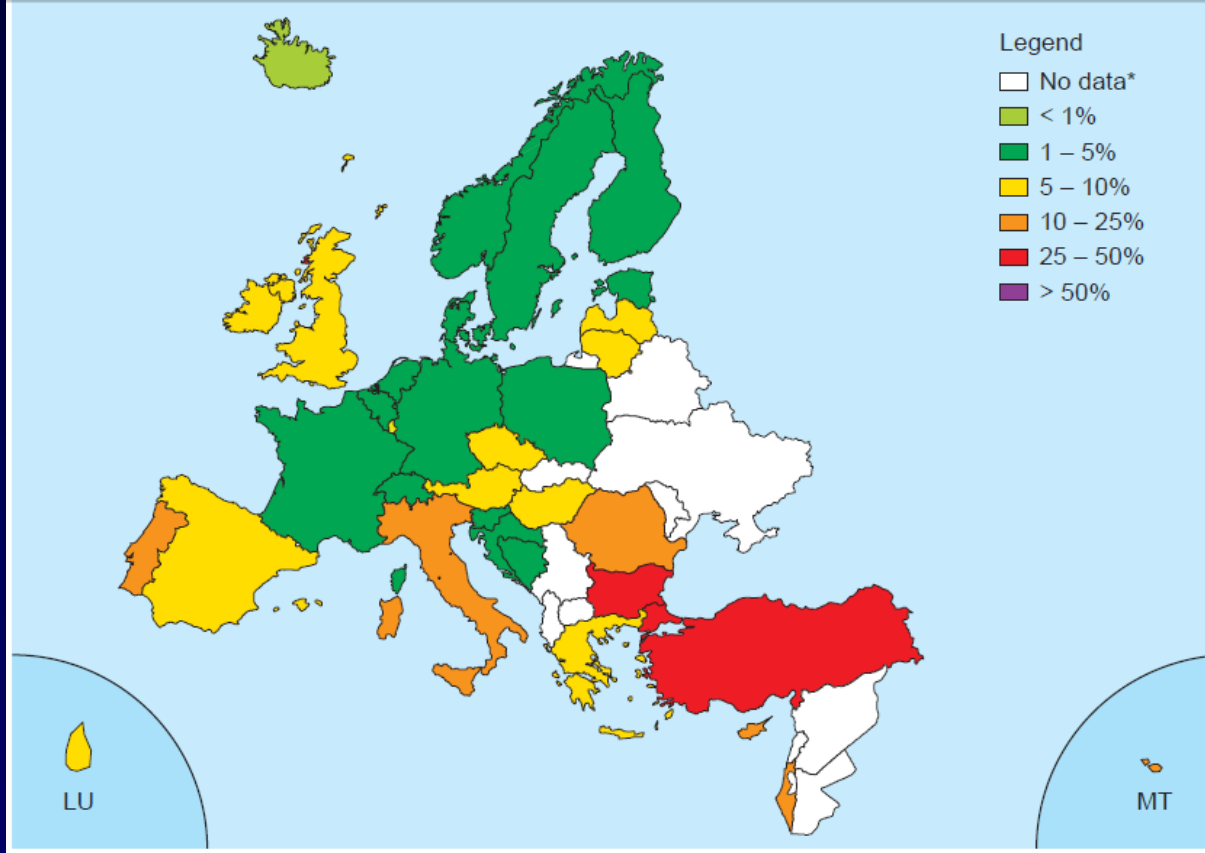 Legend
No data*
< 1%
1 – 5%
5 – 10%
10 – 25%
25 – 50%
> 50%
LU
MT